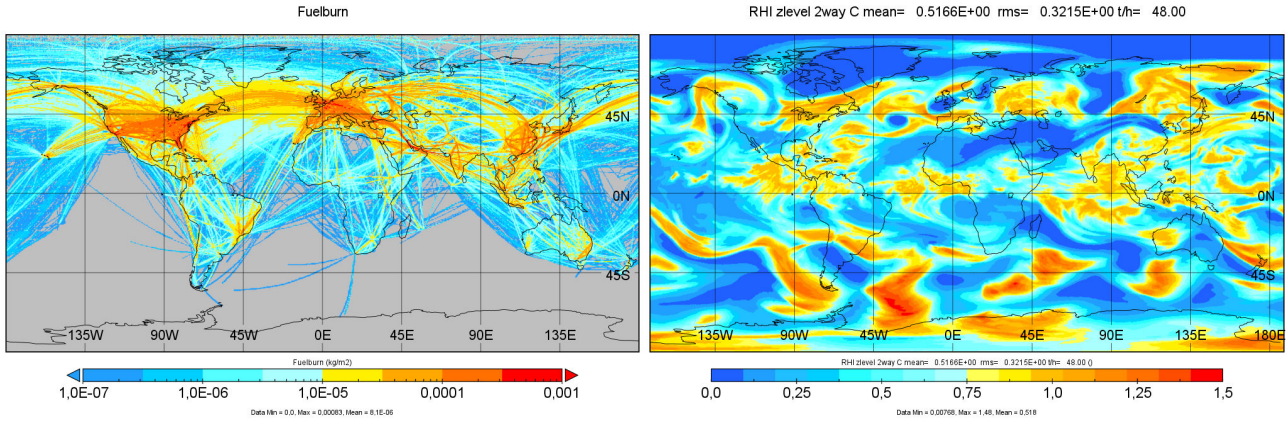 Fuelburn
45N
0N
45S
135W 90W 45W 0E 45E 90E 135E
Fuelburn (kg/m2)
1,0E-07 1,0E-06 1,0E-05 0,0001 0,001
Data Min = 0,0, Max = 0,00083, Mean = 8,1E-06
RHI zlevel 2way C mean= 0.5166E+00 rms= 0.3215E+00 t/h= 48.00
45N
0N
45S
135W 90W 45W 0E 45E 90E 135E 180E
RHI zlevel 2way C mean= 0.5166E+00 rms= 0.3215E+00 t/h= 48.00 ()
0,0 0,25 0,5 0,75 1,0 1,25 1,5
Data Min = 0,00768, Max = 1,48, Mean = 0,518